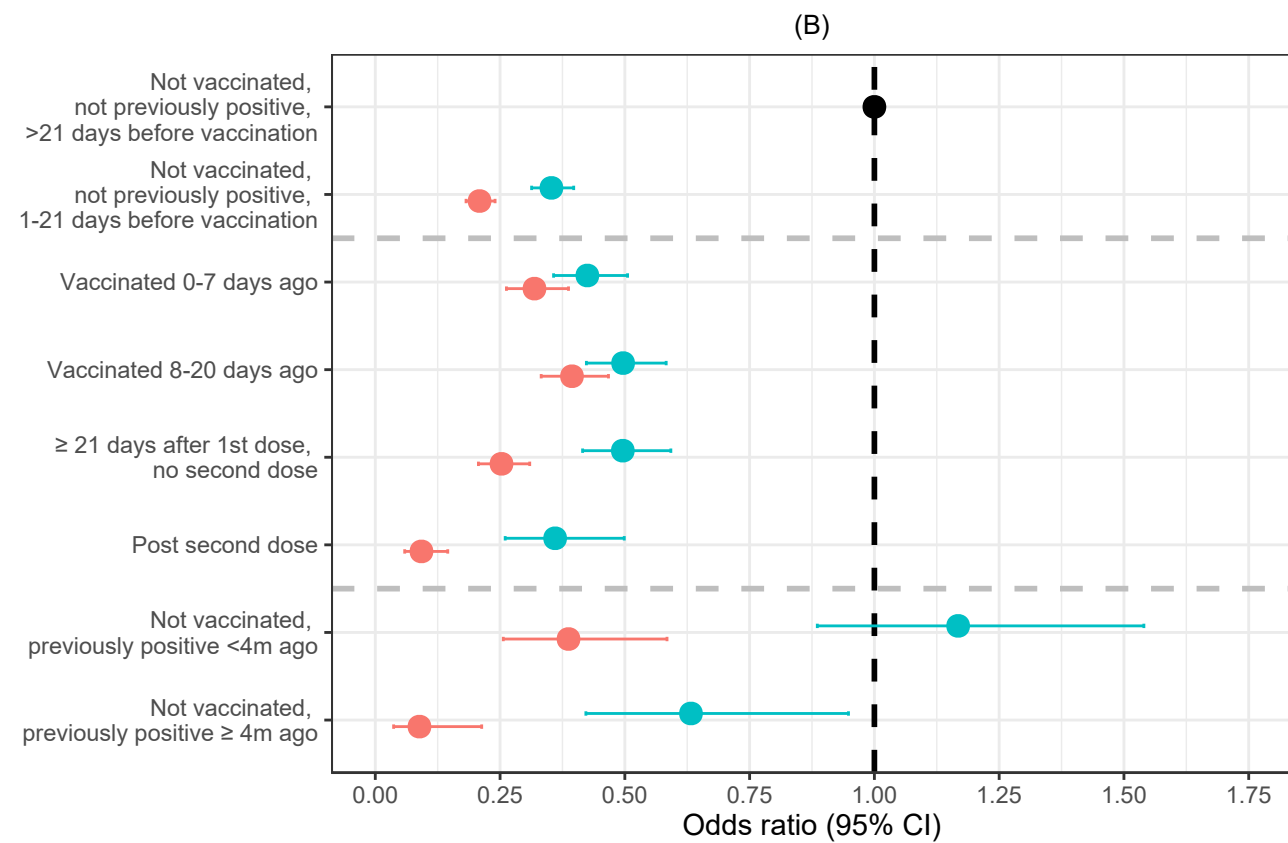 (B)
Not vaccinated,
not previously positive,
>21 days before vaccination
Not vaccinated,
not previously positive,
1-21 days before vaccination
Vaccinated 0-7 days ago
Vaccinated 8-20 days ago
≥ 21 days after 1st dose,
no second dose
Post second dose
Not vaccinated,
previously positive <4m ago
Not vaccinated,
previously positive ≥ 4m ago
0.00 0.25 0.50 0.75 1.00 1.25 1.50 1.75
Odds ratio (95% CI)